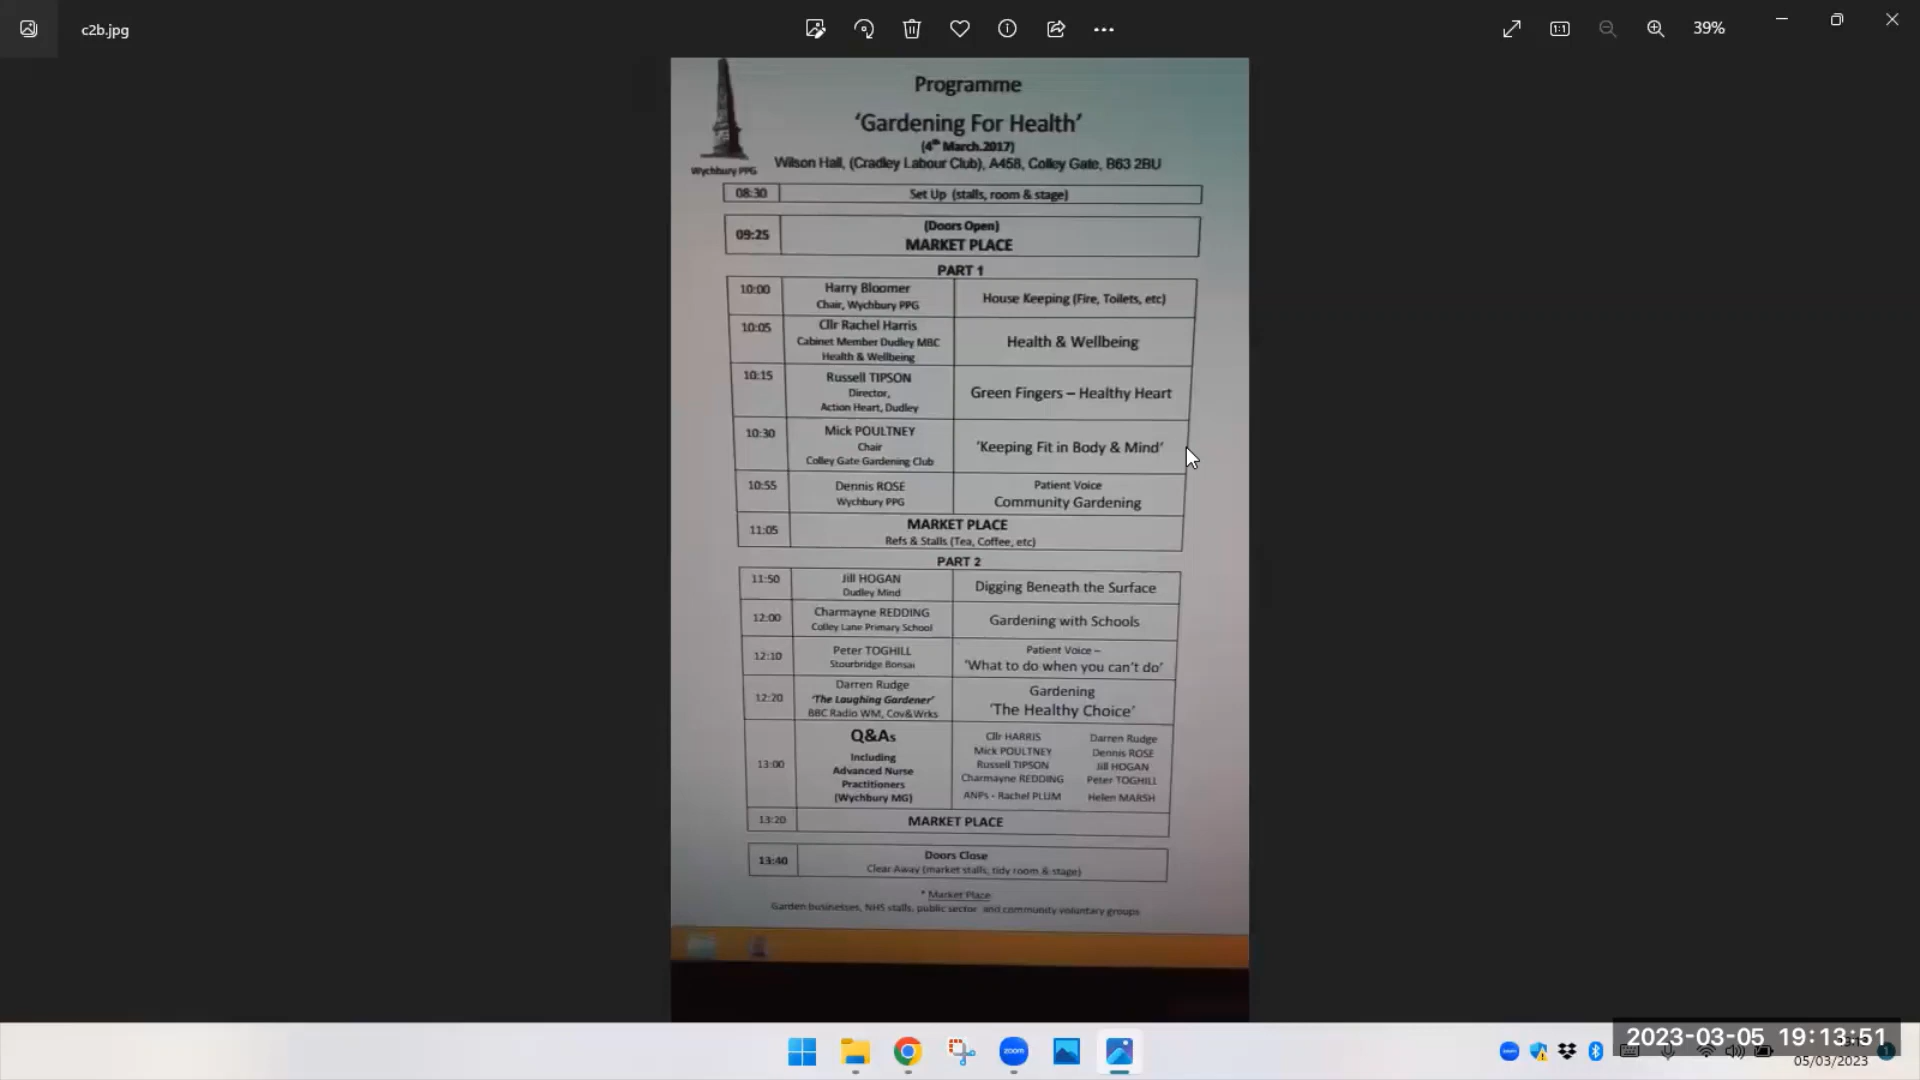 c2b.jpg
39%
Programme
'Gardening For Health'
(4th March.2017)
Wilson Hall, (Cradley Labour Club), A458, Colley Gate, B63 2BU
Wychbury PPG
08:30 Set Up (stalls, room & stage)
09:25 (Doors Open)
MARKET PLACE
PART 1
10:00 Harry Bloomer House Keeping (Fire, Toilets, etc)
Chair, Wychbury PPG
10:05 Cllr Rachel Harris Health & Wellbeing
Cabinet Member Dudley MBC
Health & Wellbeing
10:15 Russell TIPSON Green Fingers – Healthy Heart
Director,
Action Heart, Dudley
10:30 Mick POULTNEY 'Keeping Fit in Body & Mind'
Chair
Colley Gate Gardening Club
10:55 Dennis ROSE Patient Voice
Wychbury PPG Community Gardening
11:05 MARKET PLACE
Refs & Stalls (Tea, Coffee, etc)
PART 2
11:50 Jill HOGAN Digging Beneath the Surface
Dudley Mind
12:00 Charmayne REDDING Gardening with Schools
Colley Lane Primary School
12:10 Peter TOGHILL Patient Voice –
Stourbridge Bonsai 'What to do when you can't do'
12:20 Darren Rudge Gardening
'The Laughing Gardener' 'The Healthy Choice'
BBC Radio WM, Cov&Wrks
13:00 Q&As Cllr HARRIS Darren Rudge
Including Mick POULTNEY Dennis ROSE
Advanced Nurse Russell TIPSON Jill HOGAN
Practitioners Charmayne REDDING Peter TOGHILL
(Wychbury MG) ANPs - Rachel PLUM Helen MARSH
13:20 MARKET PLACE
13:40 Doors Close
Clear Away (market stalls, tidy room & stage)
* Market Place
Garden businesses, NHS stalls, public sector and community voluntary groups
zoom
2023-03-05 19:13:51
05/03/2023